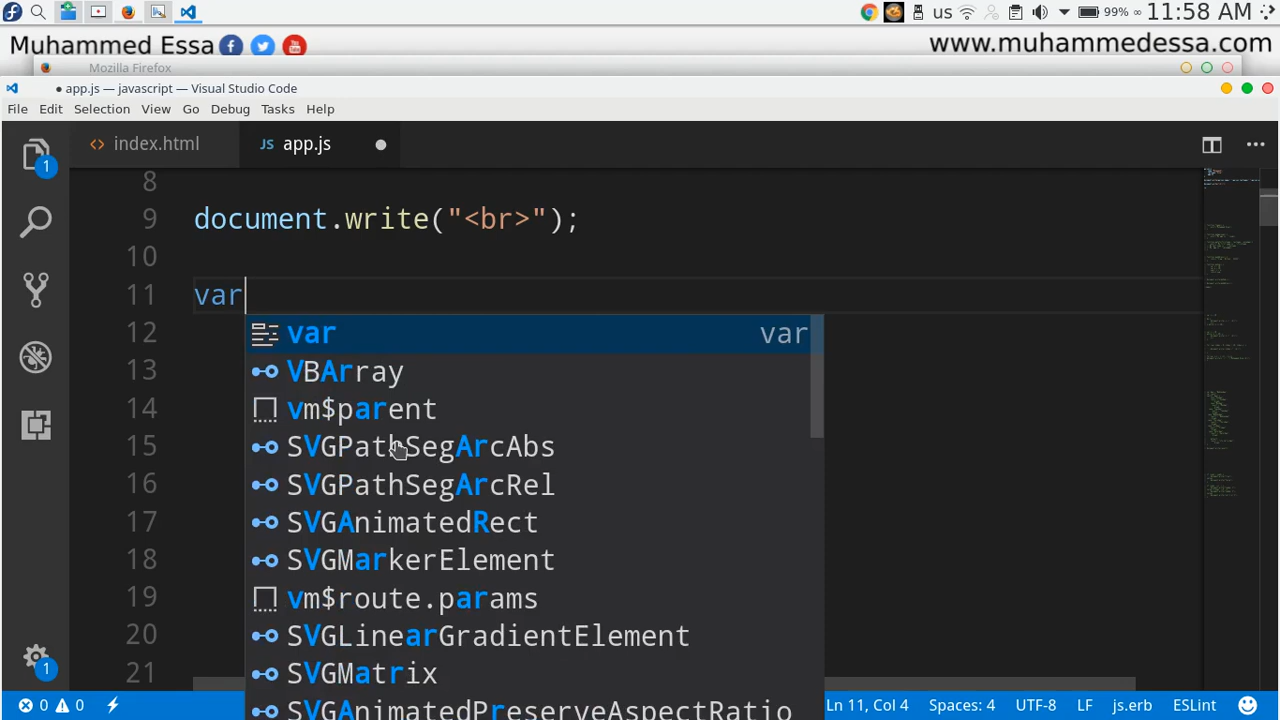 us 99% 11:58 AM
Muhammed Essa www.muhammedessa.com
Mozilla Firefox
● app.js — javascript — Visual Studio Code
File Edit Selection View Go Debug Tasks Help
1 <> index.html JS app.js ●
8
9 document.write("<br>");
10
11 var
12 var var
13 VBArray
14 vm$parent
15 SVGPathSegArcAbs
16 SVGPathSegArcRel
17 SVGAnimatedRect
18 SVGMarkerElement
19 vm$route.params
20 SVGLinearGradientElement
1 21 SVGMatrix
SVGAnimatedPreserveAspectRatio
0 0 Ln 11, Col 4 Spaces: 4 UTF-8 LF js.erb ESLint